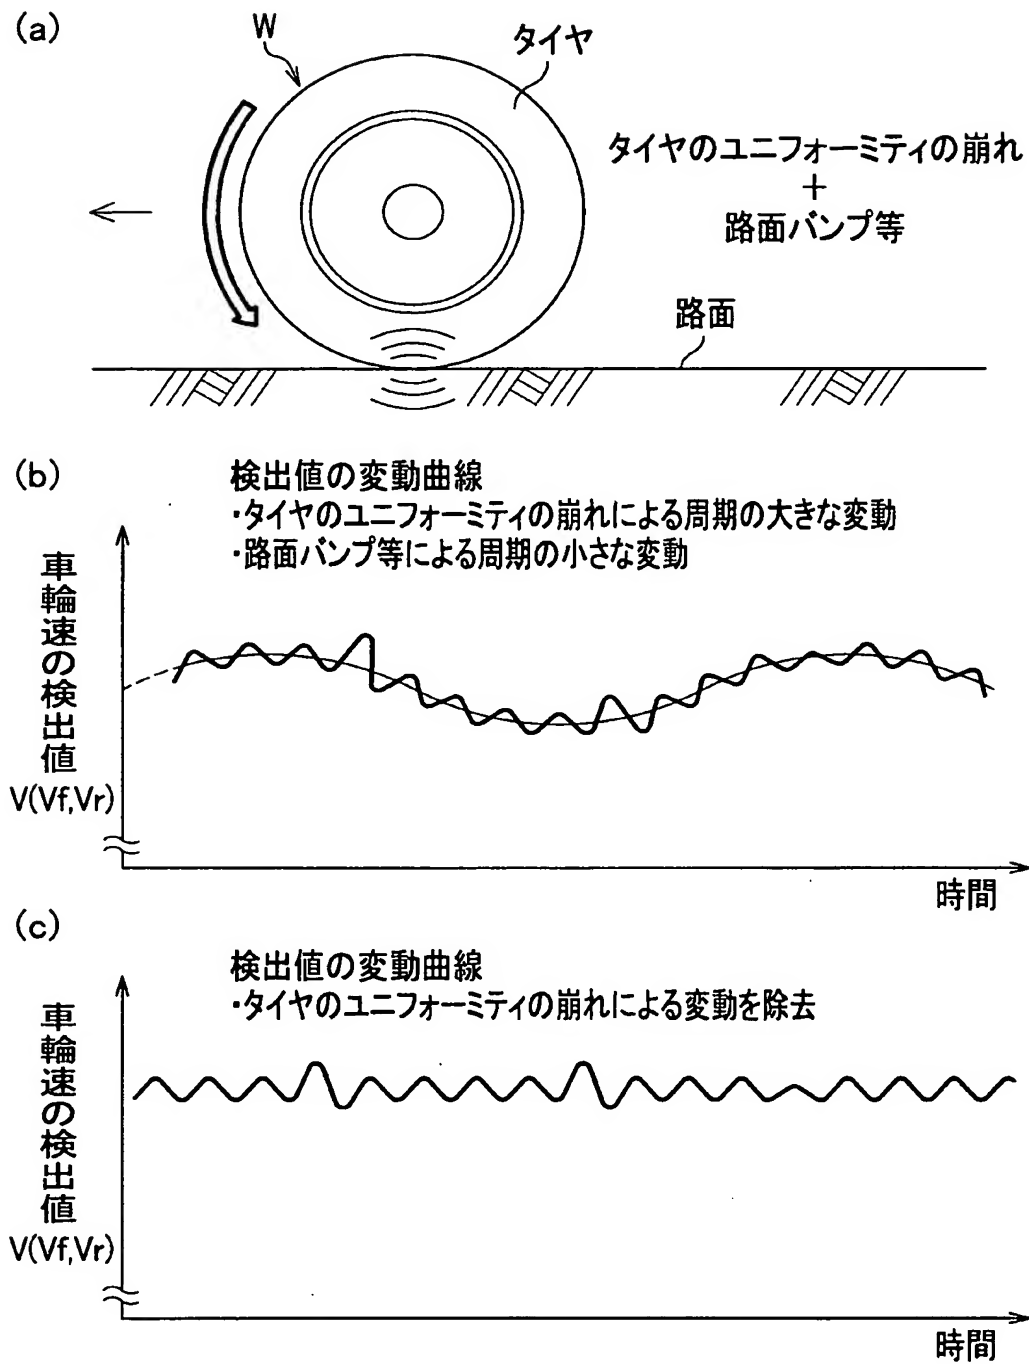 (a)
W
タイヤ
タイヤのユニフォーミティの崩れ
+
路面バンプ等
路面
(b)
検出値の変動曲線
・タイヤのユニフォーミティの崩れによる周期の大きな変動
・路面バンプ等による周期の小さな変動
車輪速の検出値
V(Vf,Vr)
時間
(c)
検出値の変動曲線
・タイヤのユニフォーミティの崩れによる変動を除去
車輪速の検出値
V(Vf,Vr)
時間